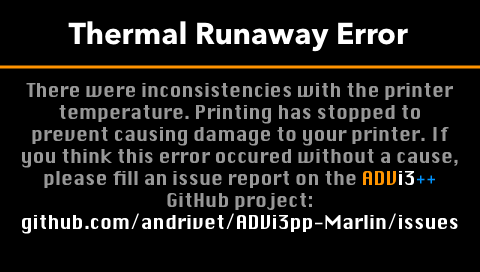 Thermal Runaway Error
There were inconsistencies with the printer
temperature. Printing has stopped to
prevent causing damage to your printer. If
you think this error occured without a cause,
please fill an issue report on the ADVi3++
GitHub project:
github.com/andrivet/ADVi3pp-Marlin/issues